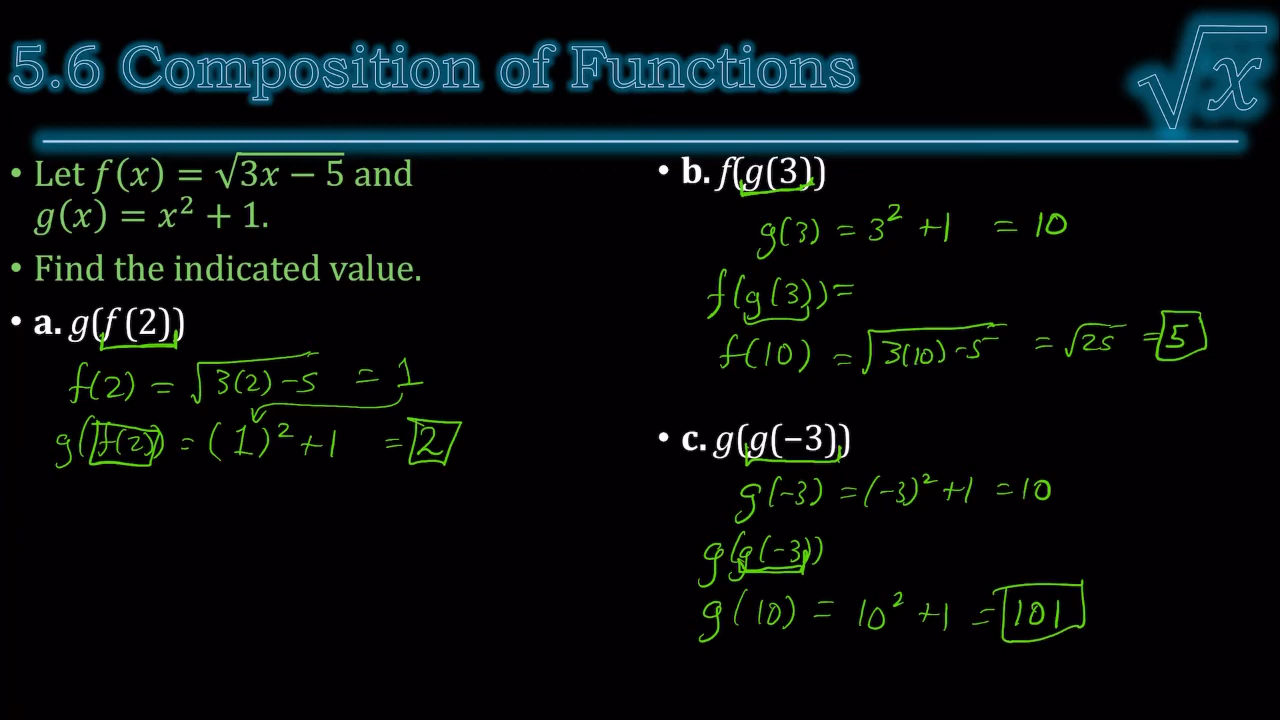 5.6 Composition of Functions
√x
• Let f(x) = √3x − 5 and
g(x) = x² + 1.
• Find the indicated value.
• a. g(f(2))
f(2) = √3(2) −5 = 1
g(f(2)) = (1)² +1 = 2
• b. f(g(3))
g(3) = 3² +1 = 10
f(g(3)) =
f(10) = √3(10) −5 = √25 = 5
• c. g(g(−3))
g(−3) = (−3)² +1 = 10
g(g(−3))
g(10) = 10² +1 = 101